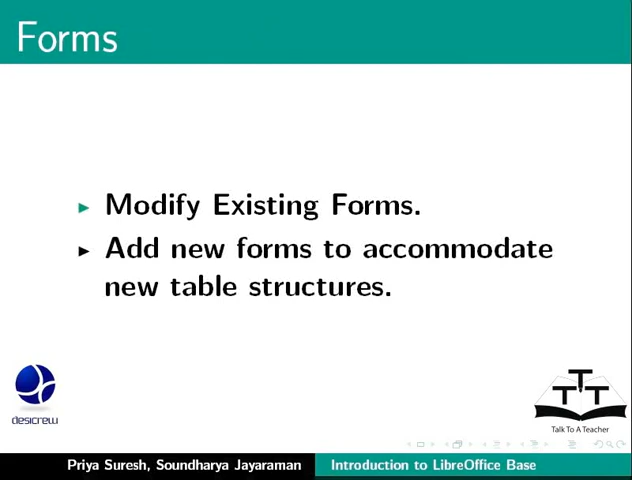 Forms
Modify Existing Forms.
Add new forms to accommodate
new table structures.
desicrew
T T T
Talk To A Teacher
Priya Suresh, Soundharya Jayaraman
Introduction to LibreOffice Base